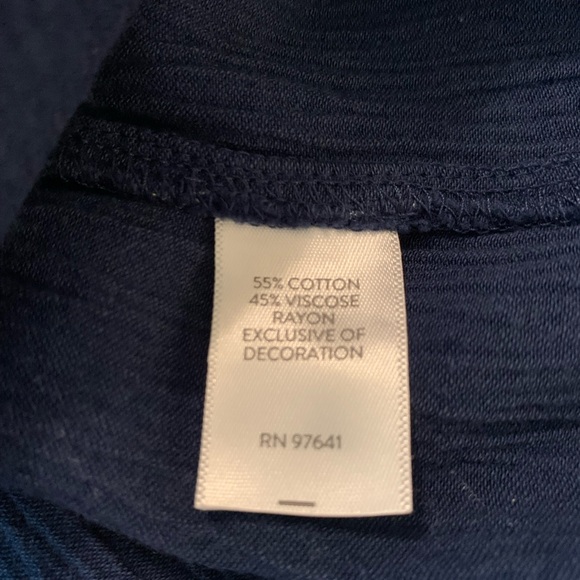 55% COTTON
45% VISCOSE
RAYON
EXCLUSIVE OF
DECORATION
RN 97641